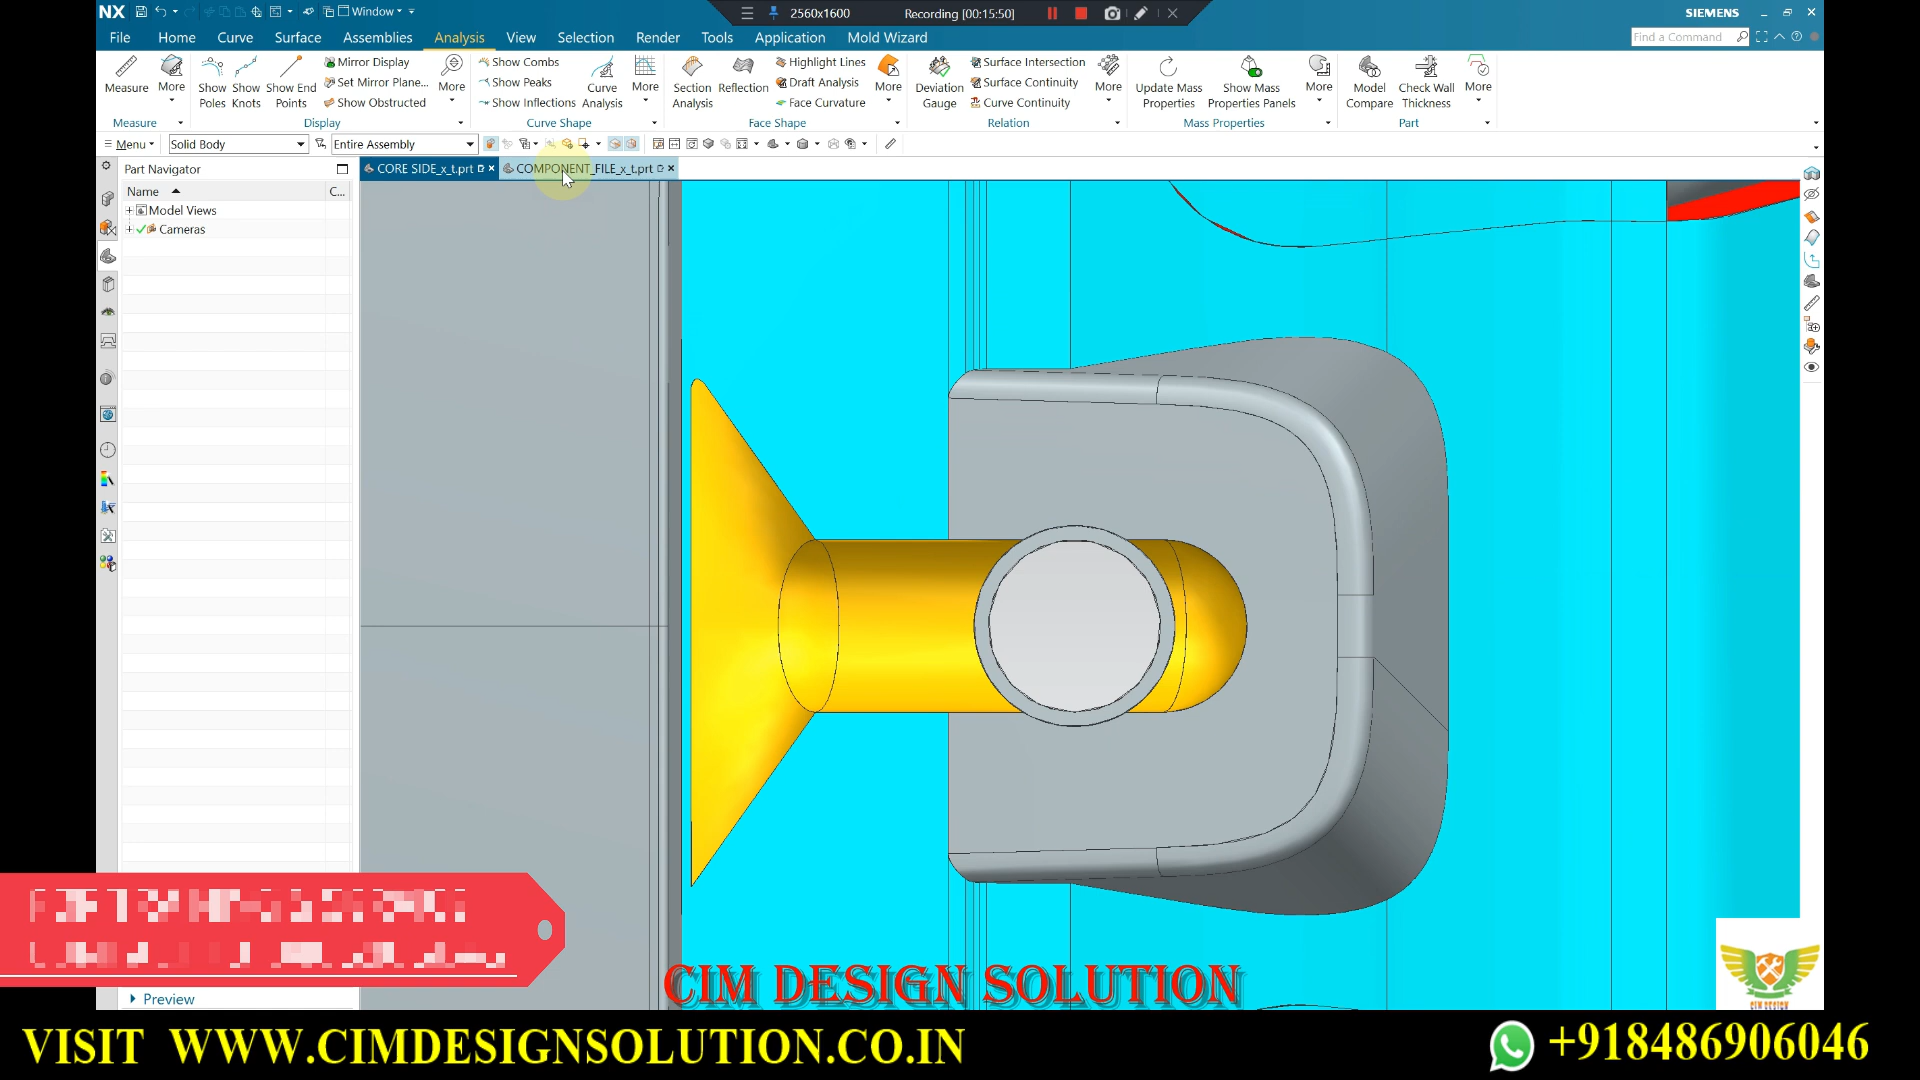 NX Window 2560x1600 Recording [00:15:50] SIEMENS
File Home Curve Surface Assemblies Analysis View Selection Render Tools Application Mold Wizard Find a Command
Measure More Show Poles Show Knots Show End Points Mirror Display Set Mirror Plane... Show Obstructed More Show Combs Show Peaks Show Inflections Curve Analysis More Section Analysis Reflection Highlight Lines Draft Analysis Face Curvature More Deviation Gauge Surface Intersection Surface Continuity Curve Continuity More Update Mass Properties Show Mass Properties Panels More Model Compare Check Wall Thickness More
Measure Display Curve Shape Face Shape Relation Mass Properties Part
Menu Solid Body Entire Assembly
Part Navigator CORE SIDE_x_t.prt COMPONENT_FILE_x_t.prt
Name C...
Model Views
Cameras
Preview
CIM DESIGN SOLUTION
CIM DESIGN
VISIT WWW.CIMDESIGNSOLUTION.CO.IN +918486906046